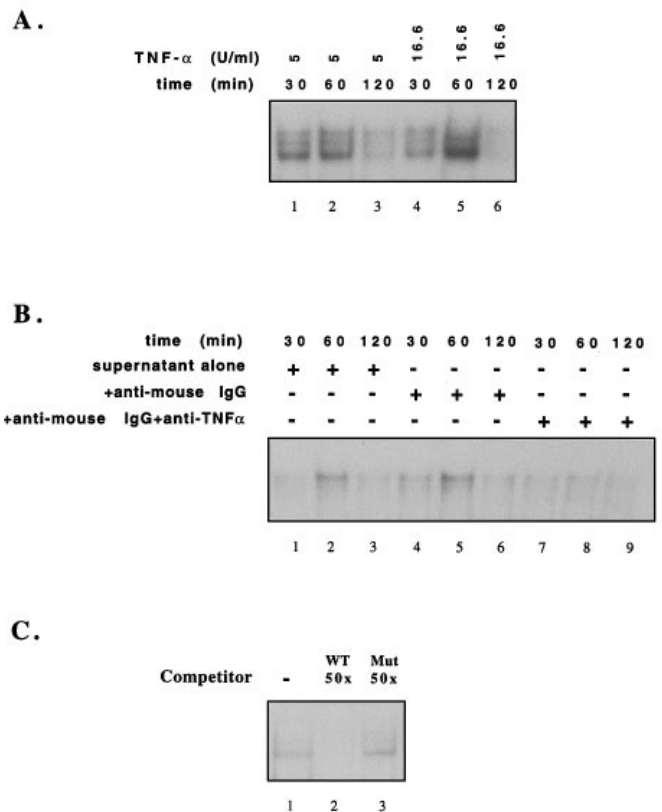 A.
TNF-α (U/ml) 5 5 5 16.6 16.6 16.6
time (min) 30 60 120 30 60 120
1 2 3 4 5 6
B.
time (min) 30 60 120 30 60 120 30 60 120
supernatant alone + + + - - - - - -
+anti-mouse IgG - - - + + + - - -
+anti-mouse IgG+anti-TNFα - - - - - - + + +
1 2 3 4 5 6 7 8 9
C.
WT Mut
Competitor - 50x 50x
1 2 3